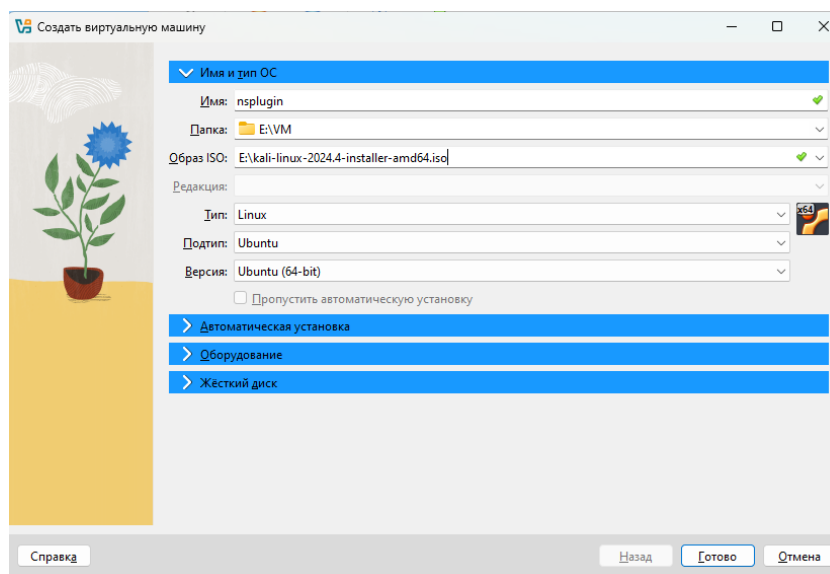 Создать виртуальную машину
Имя и тип ОС
Имя: nsplugin
Папка: E:\VM
Образ ISO: E:\kali-linux-2024.4-installer-amd64.iso
Редакция:
x64
Тип: Linux
Подтип: Ubuntu
Версия: Ubuntu (64-bit)
Пропустить автоматическую установку
Автоматическая установка
Оборудование
Жёсткий диск
Справка Назад Готово Отмена